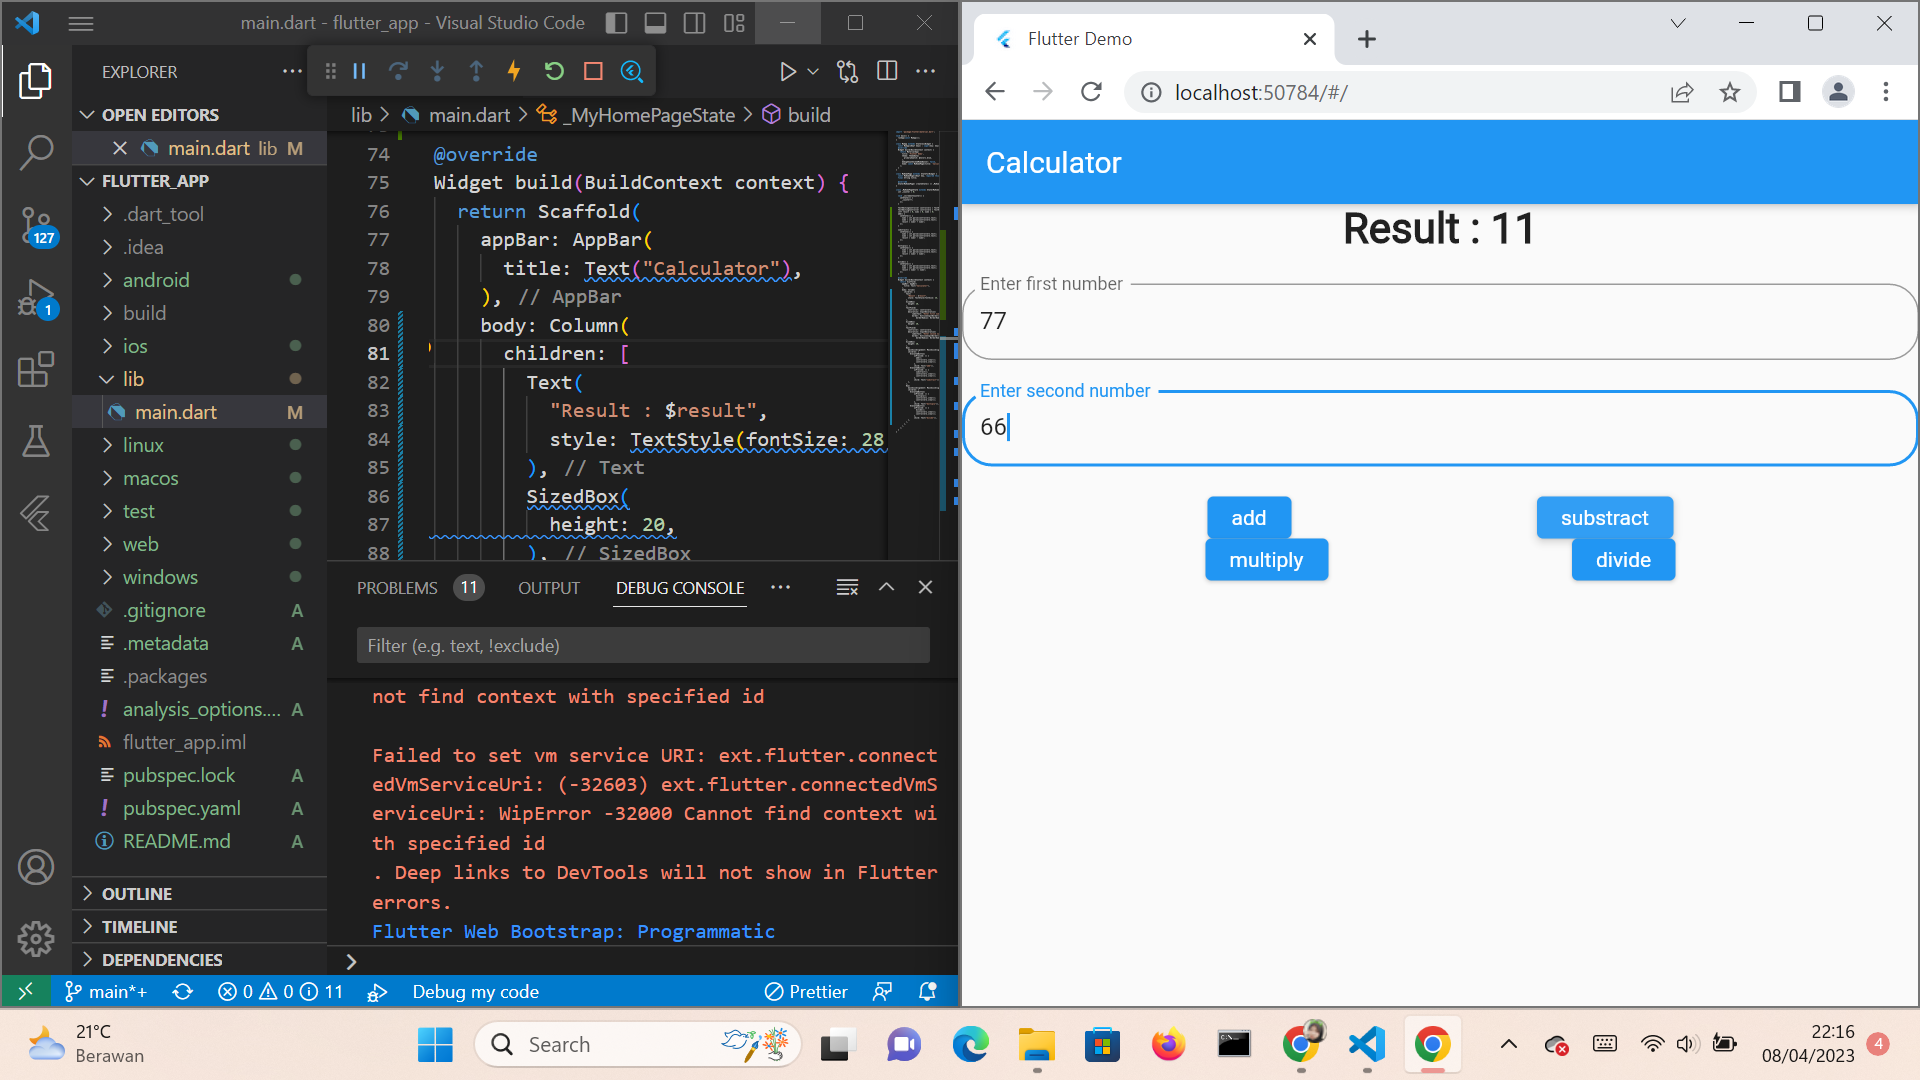 main.dart - flutter_app - Visual Studio Code
EXPLORER
OPEN EDITORS
main.dart lib M
FLUTTER_APP
.dart_tool
.idea
android
build
ios
lib
main.dart M
linux
macos
test
web
windows
.gitignore A
.metadata A
.packages
analysis_options.... A
flutter_app.iml
pubspec.lock A
pubspec.yaml A
README.md A
OUTLINE
TIMELINE
DEPENDENCIES
127
1
lib > main.dart > _MyHomePageState > build
74 @override
75 Widget build(BuildContext context) {
76 return Scaffold(
77 appBar: AppBar(
78 title: Text("Calculator"),
79 ), // AppBar
80 body: Column(
81 children: [
82 Text(
83 "Result : $result",
84 style: TextStyle(fontSize: 28
85 ), // Text
86 SizedBox(
87 height: 20,
88 ), // SizedBox
PROBLEMS 11 OUTPUT DEBUG CONSOLE
Filter (e.g. text, !exclude)
not find context with specified id
Failed to set vm service URI: ext.flutter.connect
edVmServiceUri: (-32603) ext.flutter.connectedVmS
erviceUri: WipError -32000 Cannot find context wi
th specified id
. Deep links to DevTools will not show in Flutter
errors.
Flutter Web Bootstrap: Programmatic
main*+ 0 0 11 Debug my code Prettier
Flutter Demo
localhost:50784/#/
Calculator
Result : 11
Enter first number
77
Enter second number
66
add substract
multiply divide
21°C
Berawan
Search
22:16
08/04/2023
4